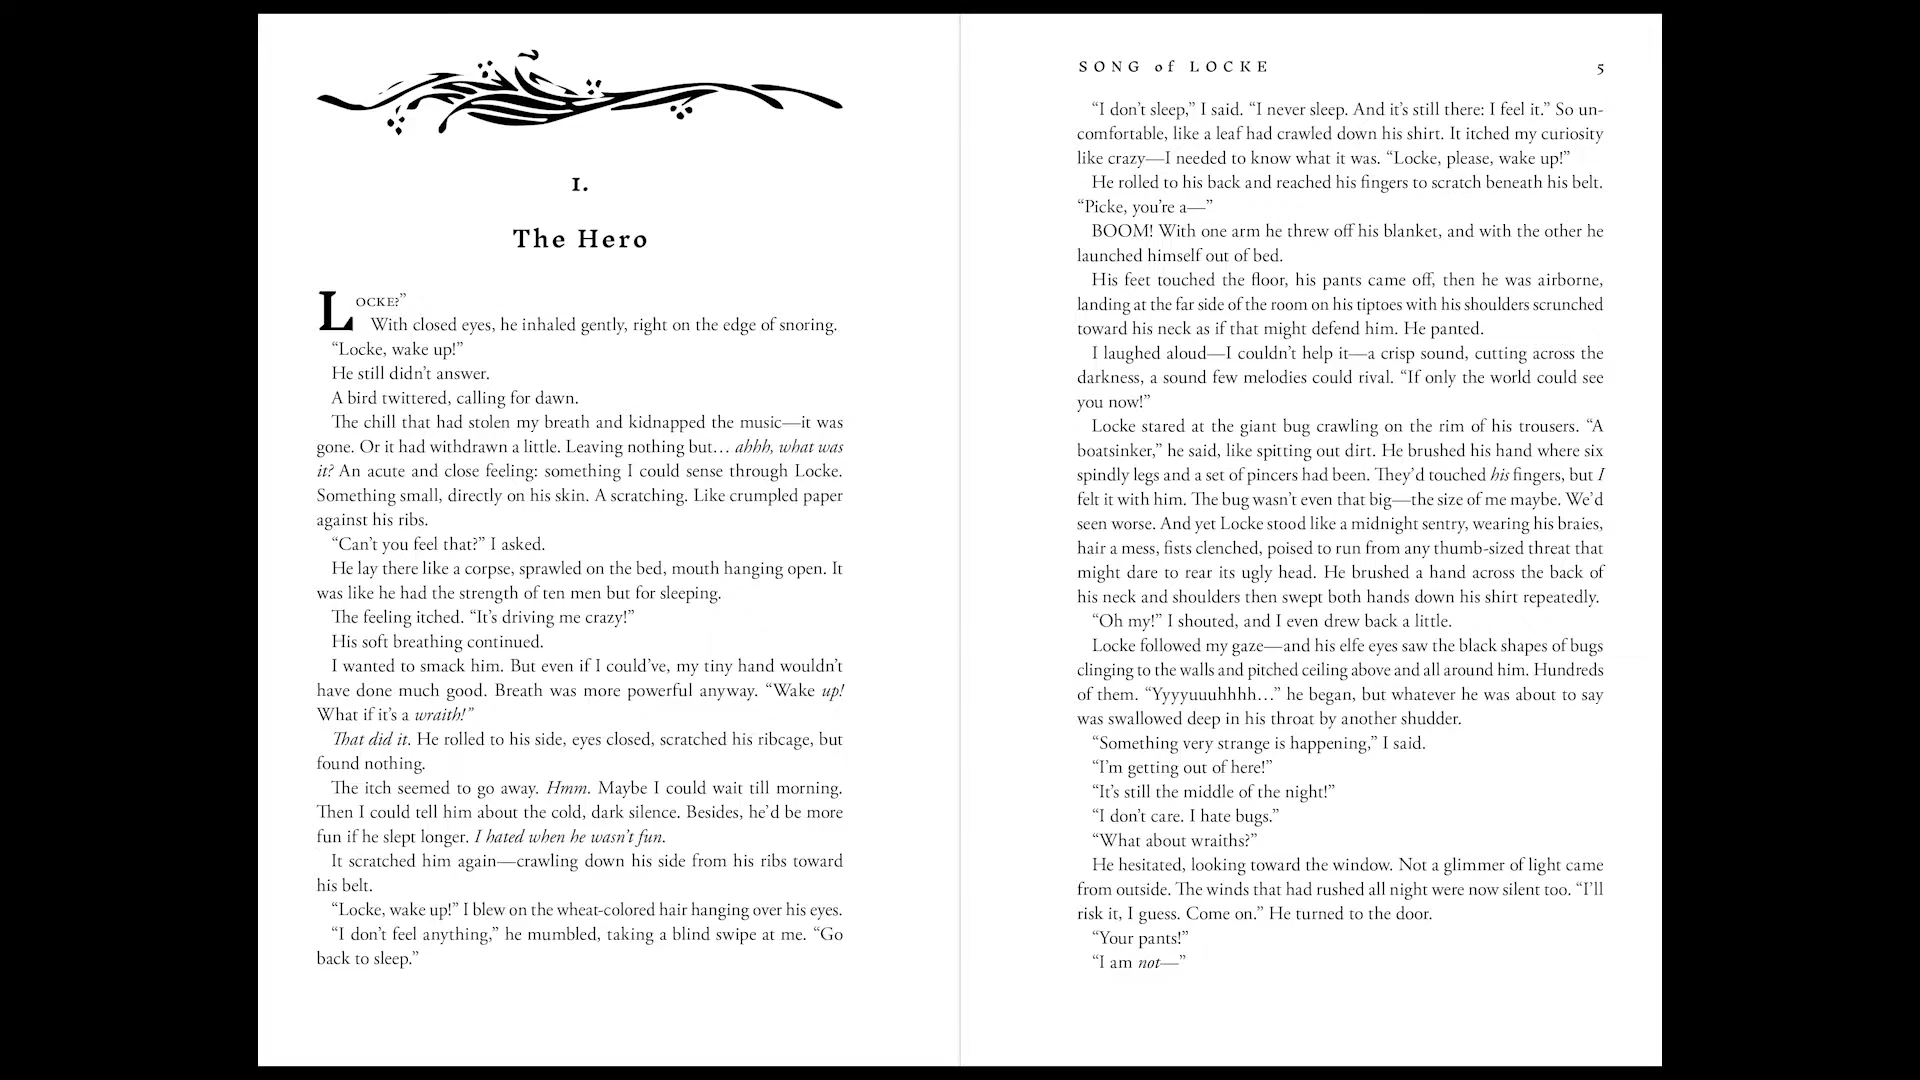 1.
The Hero
LOCKE?”
With closed eyes, he inhaled gently, right on the edge of snoring.
“Locke, wake up!”
He still didn’t answer.
A bird twittered, calling for dawn.
The chill that had stolen my breath and kidnapped the music—it was
gone. Or it had withdrawn a little. Leaving nothing but… ahhh, what was
it? An acute and close feeling: something I could sense through Locke.
Something small, directly on his skin. A scratching. Like crumpled paper
against his ribs.
“Can’t you feel that?” I asked.
He lay there like a corpse, sprawled on the bed, mouth hanging open. It
was like he had the strength of ten men but for sleeping.
The feeling itched. “It’s driving me crazy!”
His soft breathing continued.
I wanted to smack him. But even if I could’ve, my tiny hand wouldn’t
have done much good. Breath was more powerful anyway. “Wake up!
What if it’s a wraith!”
That did it. He rolled to his side, eyes closed, scratched his ribcage, but
found nothing.
The itch seemed to go away. Hmm. Maybe I could wait till morning.
Then I could tell him about the cold, dark silence. Besides, he’d be more
fun if he slept longer. I hated when he wasn’t fun.
It scratched him again—crawling down his side from his ribs toward
his belt.
“Locke, wake up!” I blew on the wheat-colored hair hanging over his eyes.
“I don’t feel anything,” he mumbled, taking a blind swipe at me. “Go
back to sleep.”
SONG of LOCKE 5
“I don’t sleep,” I said. “I never sleep. And it’s still there: I feel it.” So un-
comfortable, like a leaf had crawled down his shirt. It itched my curiosity
like crazy—I needed to know what it was. “Locke, please, wake up!”
He rolled to his back and reached his fingers to scratch beneath his belt.
“Picke, you’re a—”
BOOM! With one arm he threw off his blanket, and with the other he
launched himself out of bed.
His feet touched the floor, his pants came off, then he was airborne,
landing at the far side of the room on his tiptoes with his shoulders scrunched
toward his neck as if that might defend him. He panted.
I laughed aloud—I couldn’t help it—a crisp sound, cutting across the
darkness, a sound few melodies could rival. “If only the world could see
you now!”
Locke stared at the giant bug crawling on the rim of his trousers. “A
boatsinker,” he said, like spitting out dirt. He brushed his hand where six
spindly legs and a set of pincers had been. They’d touched his fingers, but I
felt it with him. The bug wasn’t even that big—the size of me maybe. We’d
seen worse. And yet Locke stood like a midnight sentry, wearing his braies,
hair a mess, fists clenched, poised to run from any thumb-sized threat that
might dare to rear its ugly head. He brushed a hand across the back of
his neck and shoulders then swept both hands down his shirt repeatedly.
“Oh my!” I shouted, and I even drew back a little.
Locke followed my gaze—and his elfe eyes saw the black shapes of bugs
clinging to the walls and pitched ceiling above and all around him. Hundreds
of them. “Yyyyuuuhhhh…” he began, but whatever he was about to say
was swallowed deep in his throat by another shudder.
“Something very strange is happening,” I said.
“I’m getting out of here!”
“It’s still the middle of the night!”
“I don’t care. I hate bugs.”
“What about wraiths?”
He hesitated, looking toward the window. Not a glimmer of light came
from outside. The winds that had rushed all night were now silent too. “I’ll
risk it, I guess. Come on.” He turned to the door.
“Your pants!”
“I am not—”